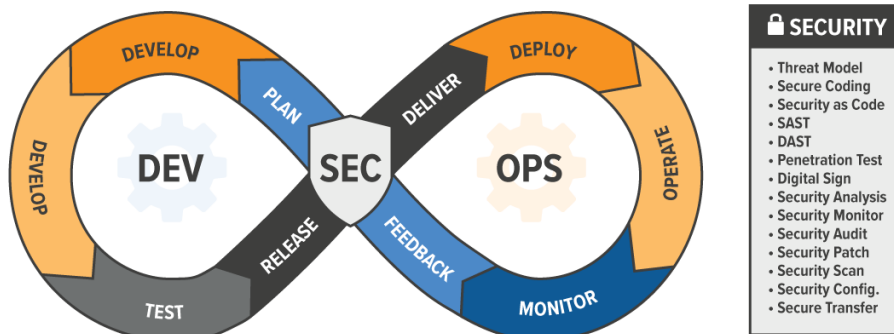 DEVELOP
PLAN
DEVELOP
TEST
RELEASE
DEV
SEC
OPS
DELIVER
DEPLOY
OPERATE
MONITOR
FEEDBACK
SECURITY
• Threat Model
• Secure Coding
• Security as Code
• SAST
• DAST
• Penetration Test
• Digital Sign
• Security Analysis
• Security Monitor
• Security Audit
• Security Patch
• Security Scan
• Security Config.
• Secure Transfer